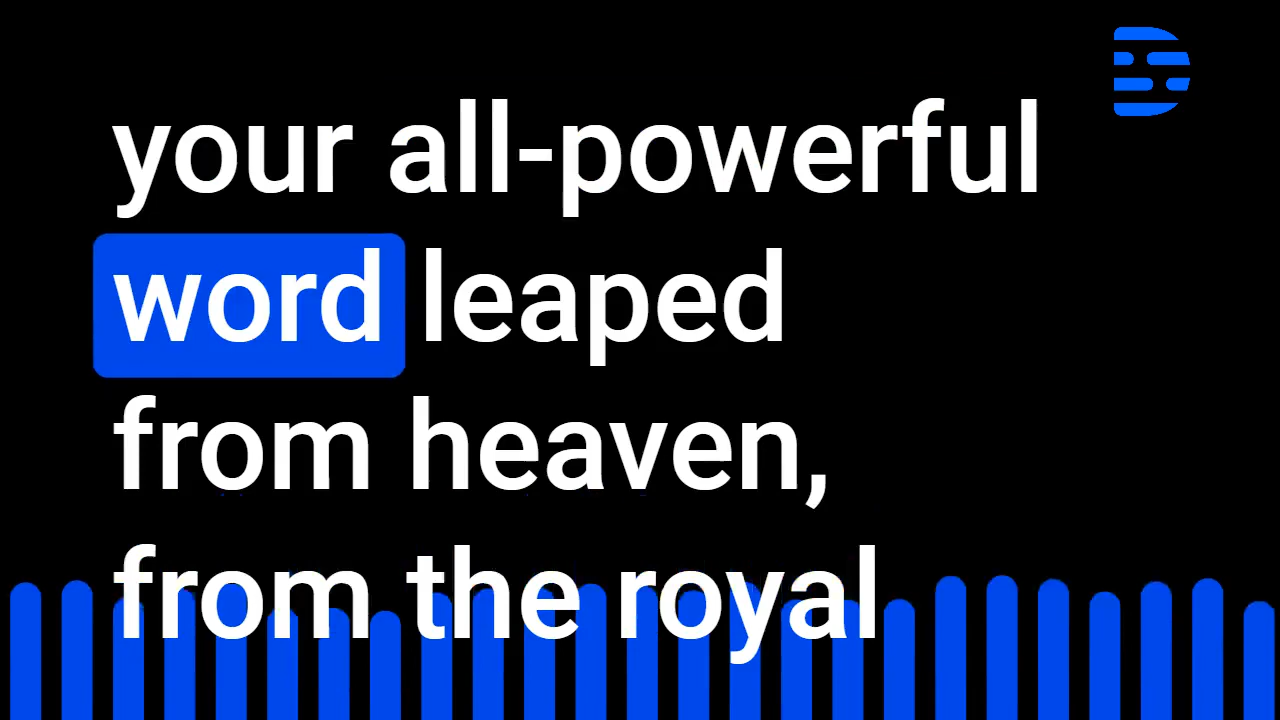 your all-powerful
word leaped
from heaven,
from the royal